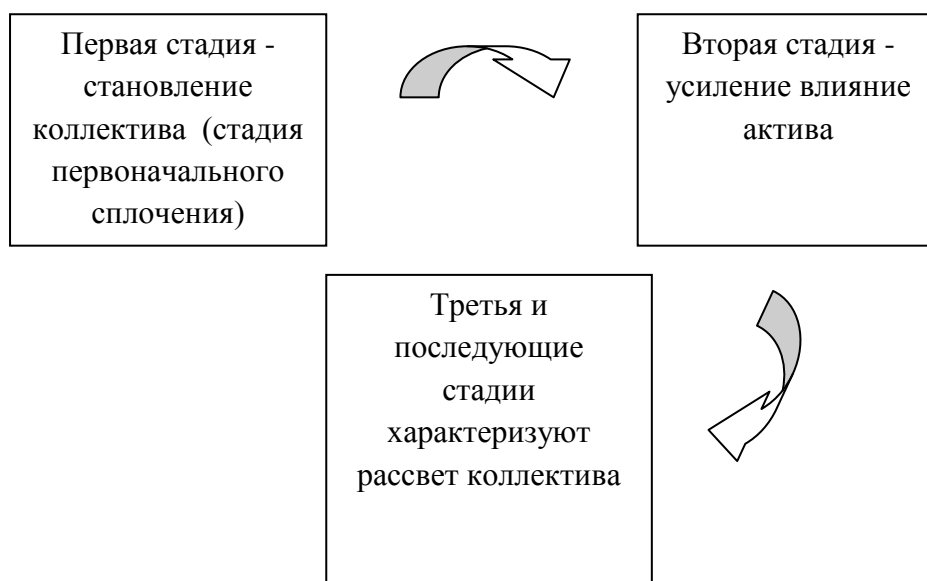 Первая стадия -
становление
коллектива (стадия
первоначального
сплочения)
Вторая стадия -
усиление влияние
актива
Третья и
последующие
стадии
характеризуют
рассвет коллектива